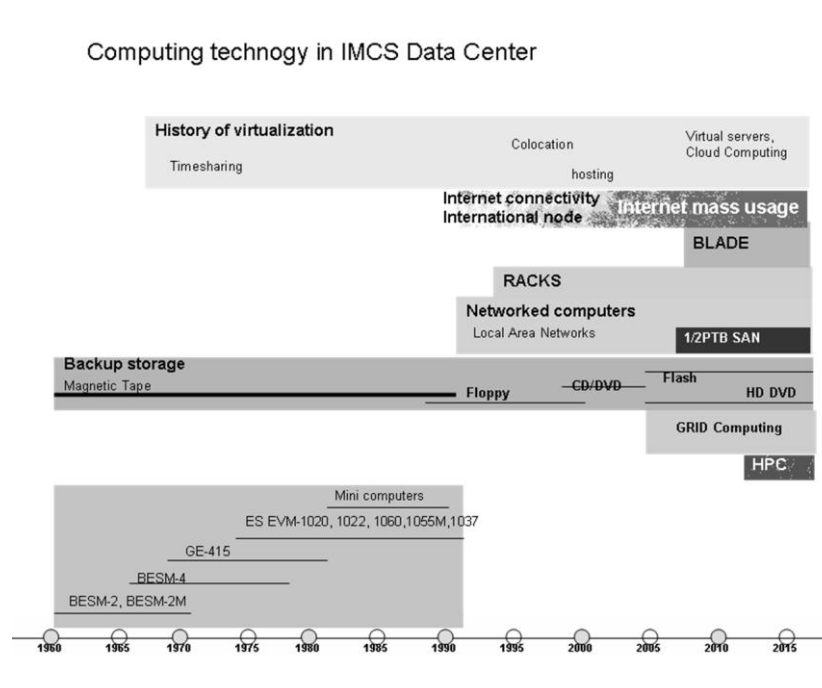 Computing technogy in IMCS Data Center
History of virtualization
Timesharing
Colocation
hosting
Virtual servers,
Cloud Computing
Internet connectivity
International node
Internet mass usage
BLADE
RACKS
Networked computers
Local Area Networks
1/2PTB SAN
Backup storage
Magnetic Tape
Floppy
CD/DVD
Flash
HD DVD
GRID Computing
HPC
Mini computers
ES EVM-1020, 1022, 1060,1055M,1037
GE-415
BESM-4
BESM-2, BESM-2M
1960 1965 1970 1975 1980 1985 1990 1995 2000 2005 2010 2015